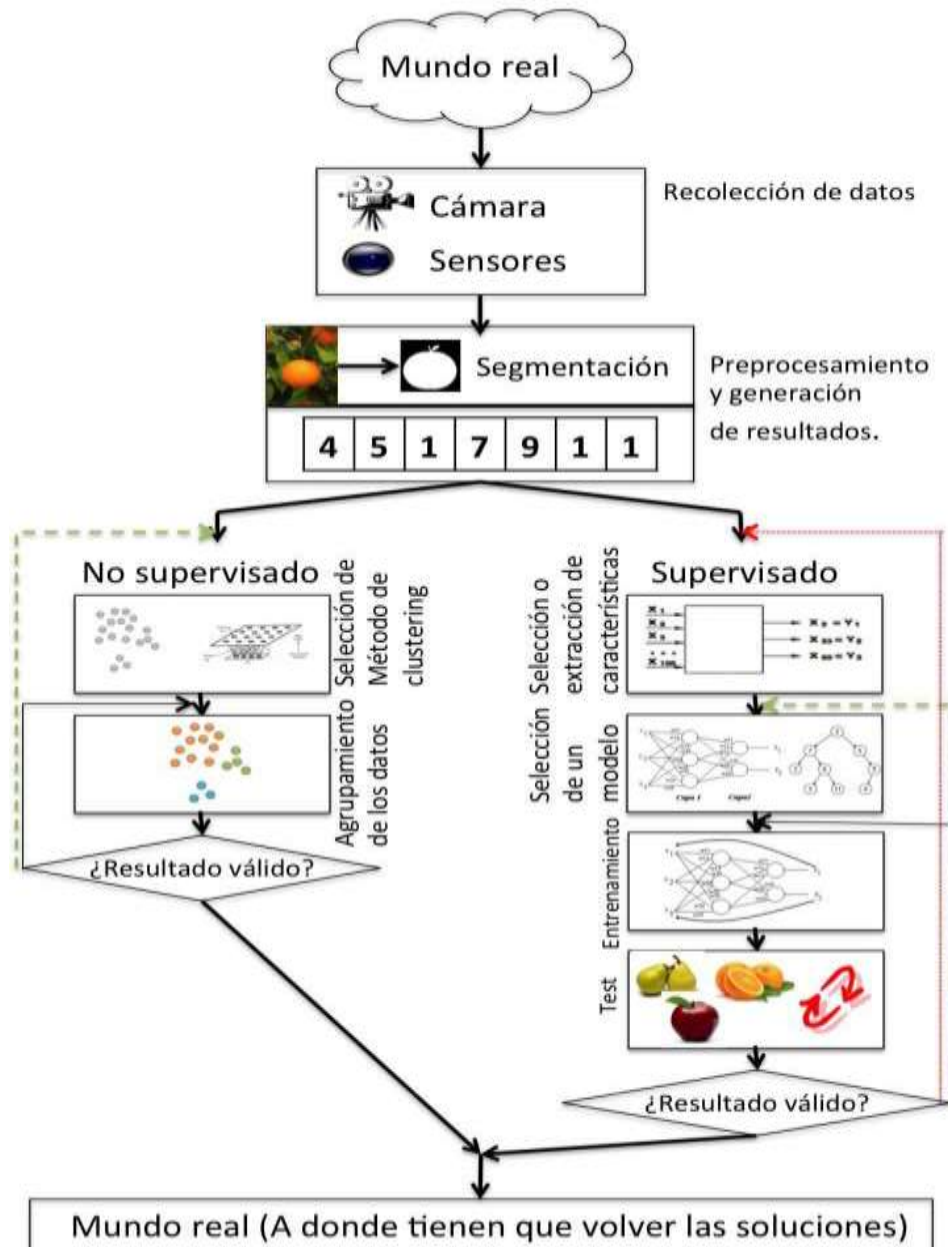 Mundo real
Cámara
Sensores
Recolección de datos
Segmentación
Preprocesamiento
y generación
de resultados.
4 5 1 7 9 1 1
No supervisado
Selección de
Método de
clustering
Agrupamiento
de los datos
¿Resultado válido?
Supervisado
Selección o
extracción de
características
Selección
de un
modelo
Capa 1
Entrenamiento
Test
¿Resultado válido?
Mundo real (A donde tienen que volver las soluciones)